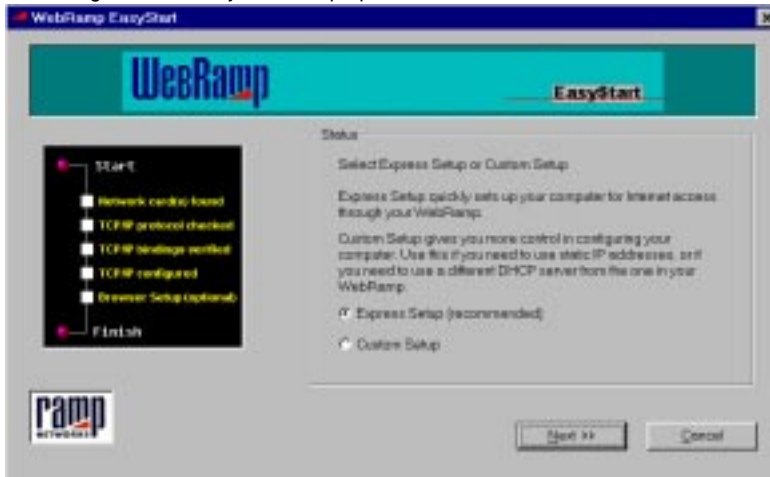 WebRamp EasyStart
WebRamp
EasyStart
Status
Select Express Setup or Custom Setup
Express Setup quickly sets up your computer for Internet access
through your WebRamp.
Custom Setup gives you more control in configuring your
computer. Use this if you need to use static IP addresses, or if
you need to use a different DHCP server from the one in your
WebRamp.
Express Setup (recommended)
Custom Setup
Start
Network card(s) found
TCP/IP protocol checked
TCP/IP bindings verified
TCP/IP configured
Browser Setup (optional)
Finish
ramp
NETWORKS
Next >>
Cancel